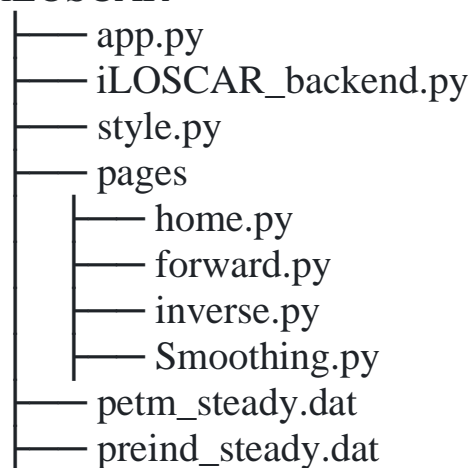 app.py
iLOSCAR_backend.py
style.py
pages
home.py
forward.py
inverse.py
Smoothing.py
petm_steady.dat
preind_steady.dat